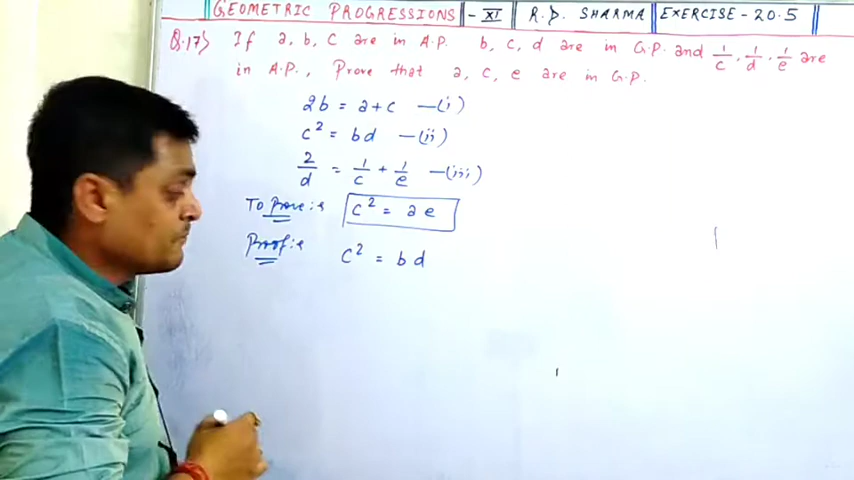 GEOMETRIC PROGRESSIONS - XI R.D. SHARMA EXERCISE - 20.5
Q.17> If a, b, c are in A.P. b, c, d are in G.P. and 1/c, 1/d, 1/e are
in A.P., Prove that a, c, e are in G.P.
2b = a+c —(i)
c² = bd —(ii)
2/d = 1/c + 1/e —(iii)
To Prove:- c² = ae
Proof:- c² = bd